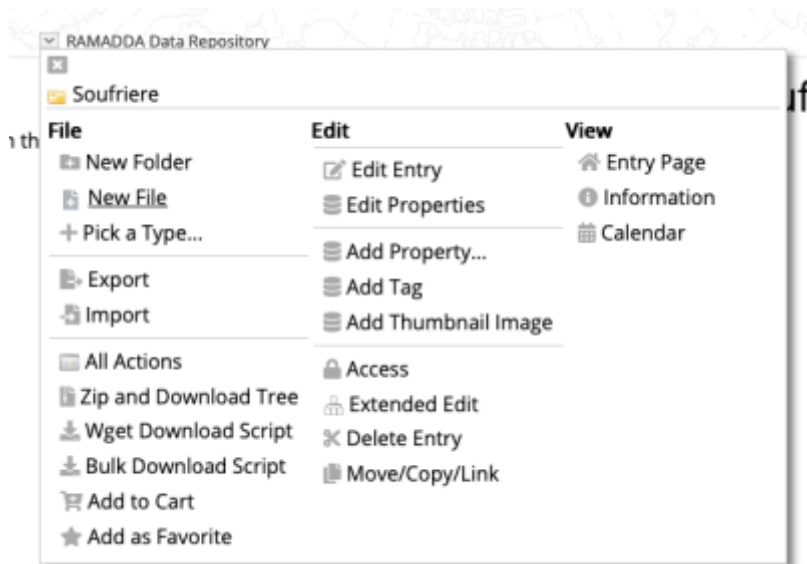 RAMADDA Data Repository
Soufriere
File
New Folder
New File
Pick a Type...
Export
Import
All Actions
Zip and Download Tree
Wget Download Script
Bulk Download Script
Add to Cart
Add as Favorite
Edit
Edit Entry
Edit Properties
Add Property...
Add Tag
Add Thumbnail Image
Access
Extended Edit
Delete Entry
Move/Copy/Link
View
Entry Page
Information
Calendar